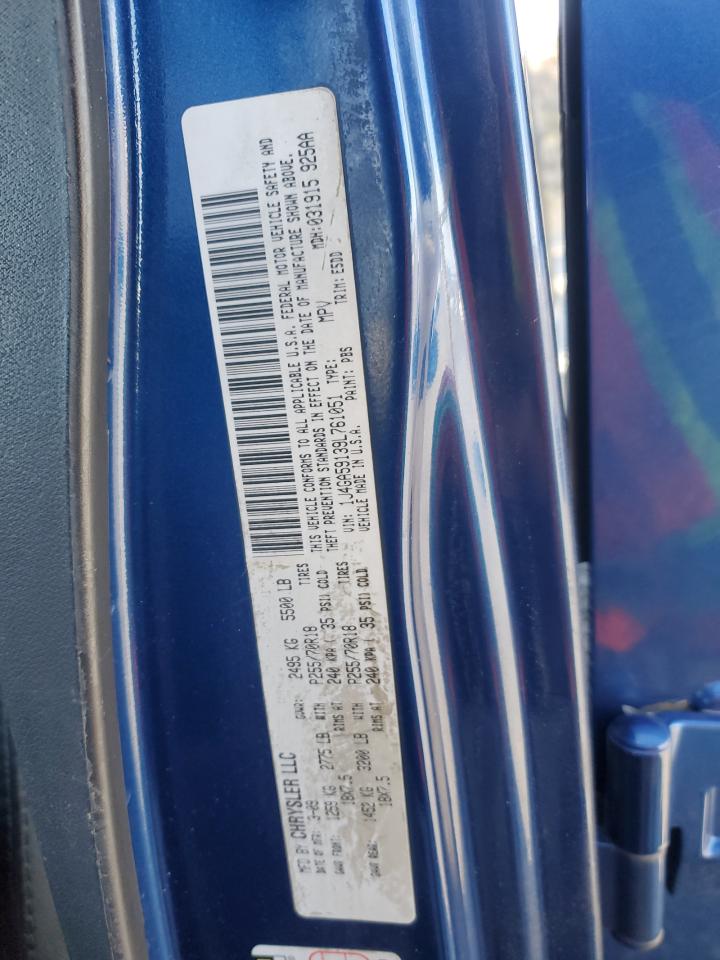 MFD BY CHRYSLER LLC
DATE OF MFR: 3-09 GVWR: 2495 KG 5500 LB
GAWR FRONT: 1259 KG 2775 LB WITH P255/70R18 TIRES
18X7.5 RIMS AT 240 KPA ( 35 PSI) COLD
GAWR REAR: 1452 KG 3200 LB WITH P255/70R18 TIRES
18X7.5 RIMS AT 240 KPA ( 35 PSI) COLD
THIS VEHICLE CONFORMS TO ALL APPLICABLE U.S.A. FEDERAL MOTOR VEHICLE SAFETY AND
THEFT PREVENTION STANDARDS IN EFFECT ON THE DATE OF MANUFACTURE SHOWN ABOVE.
VIN: 1J4GA59139L761051 TYPE: MPV MDH: 031915 925AA
VEHICLE MADE IN U.S.A. PAINT: PBS TRIM: E5DD